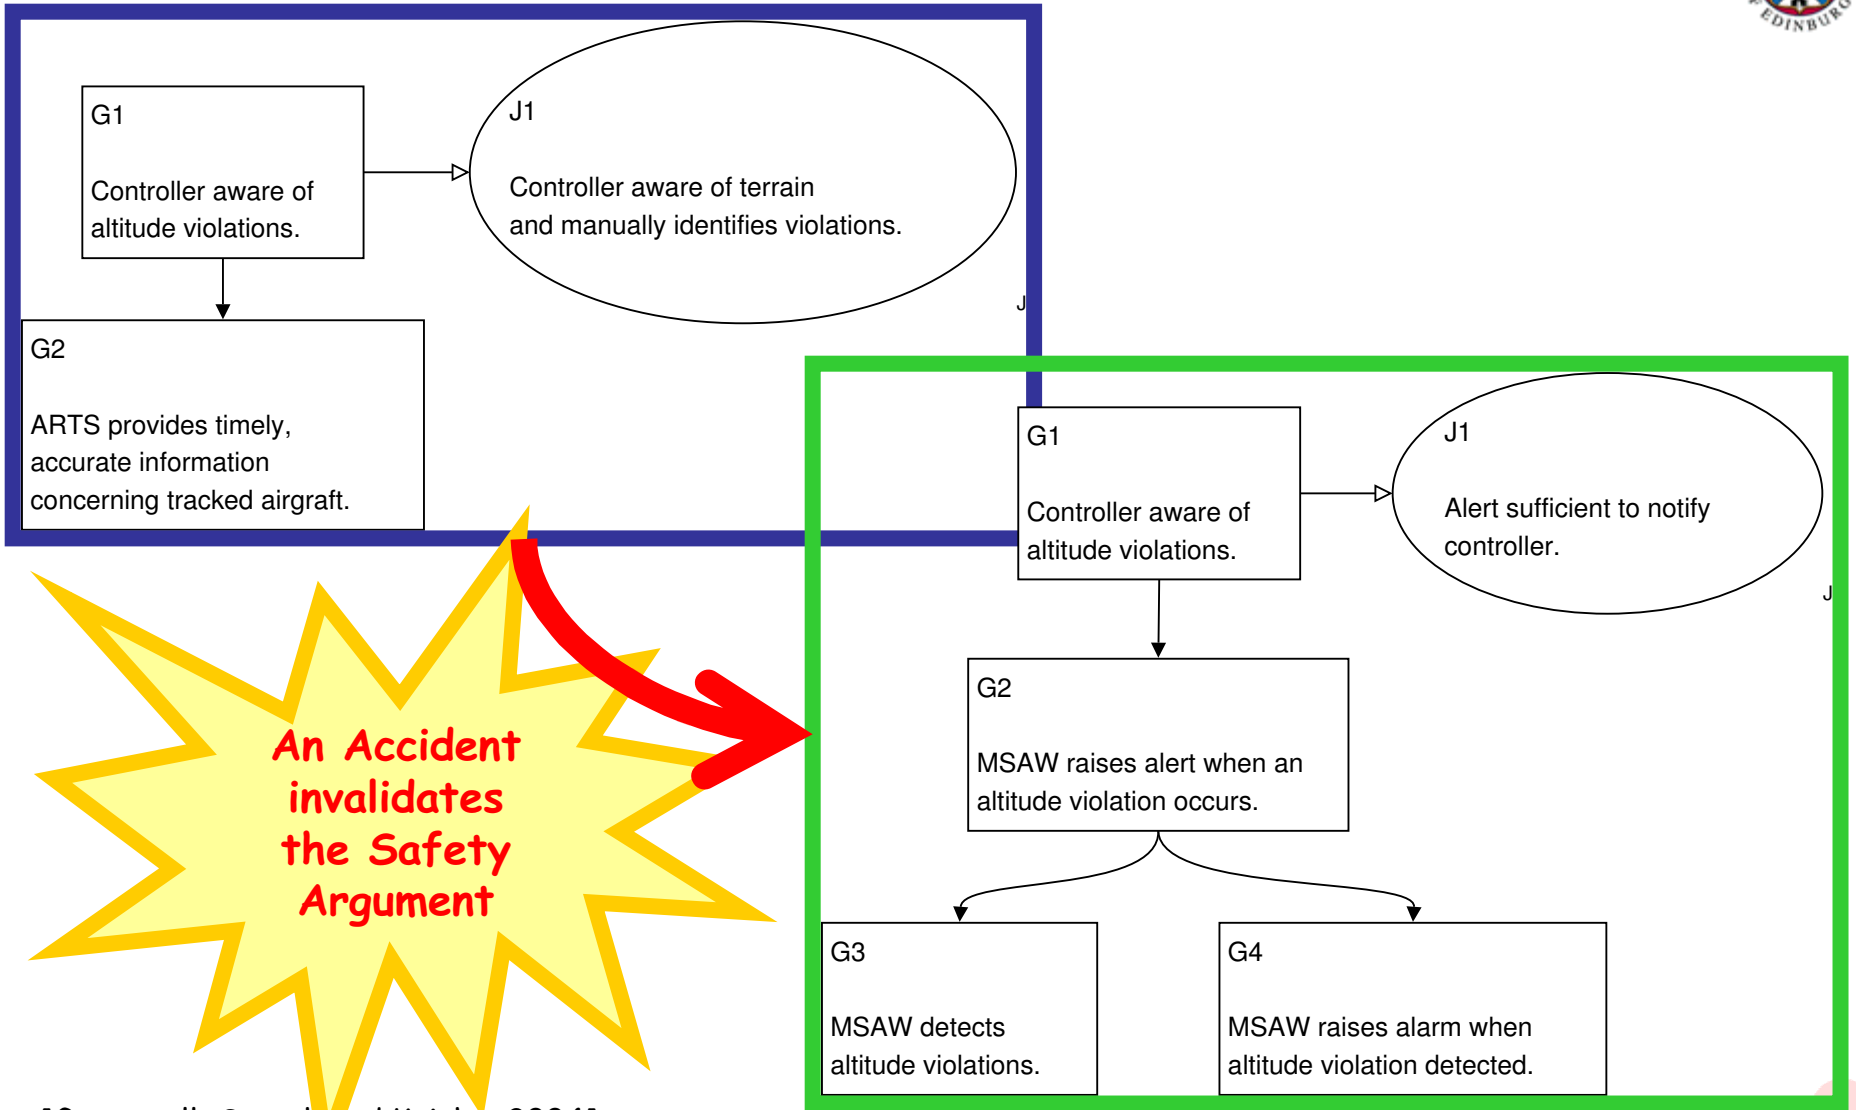 OF EDINBURG
G1
Controller aware of
altitude violations.
J1
Controller aware of terrain
and manually identifies violations.
J
G2
ARTS provides timely,
accurate information
concerning tracked airgraft.
G1
Controller aware of
altitude violations.
J1
Alert sufficient to notify
controller.
J
G2
MSAW raises alert when an
altitude violation occurs.
An Accident
invalidates
the Safety
Argument
G3
MSAW detects
altitude violations.
G4
MSAW raises alarm when
altitude violation detected.